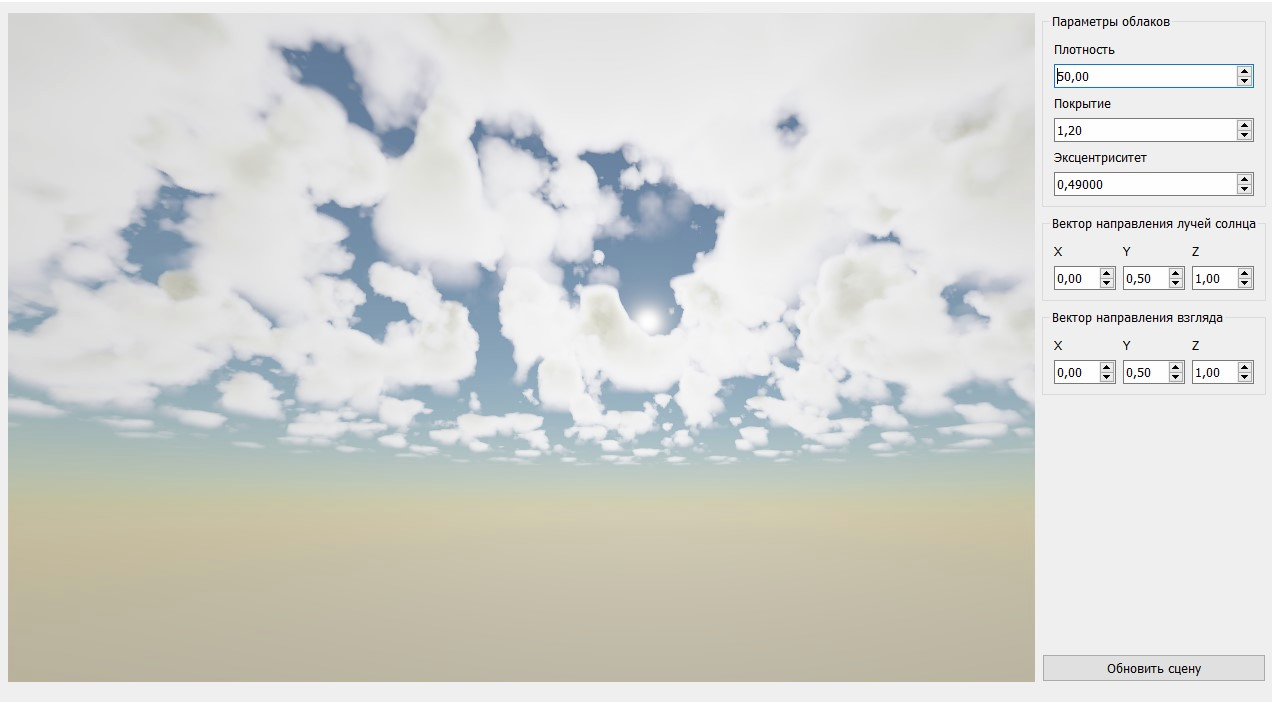 Параметры облаков
Плотность
50,00
Покрытие
1,20
Эксцентриситет
0,49000
Вектор направления лучей солнца
X Y Z
0,00 0,50 1,00
Вектор направления взгляда
X Y Z
0,00 0,50 1,00
Обновить сцену